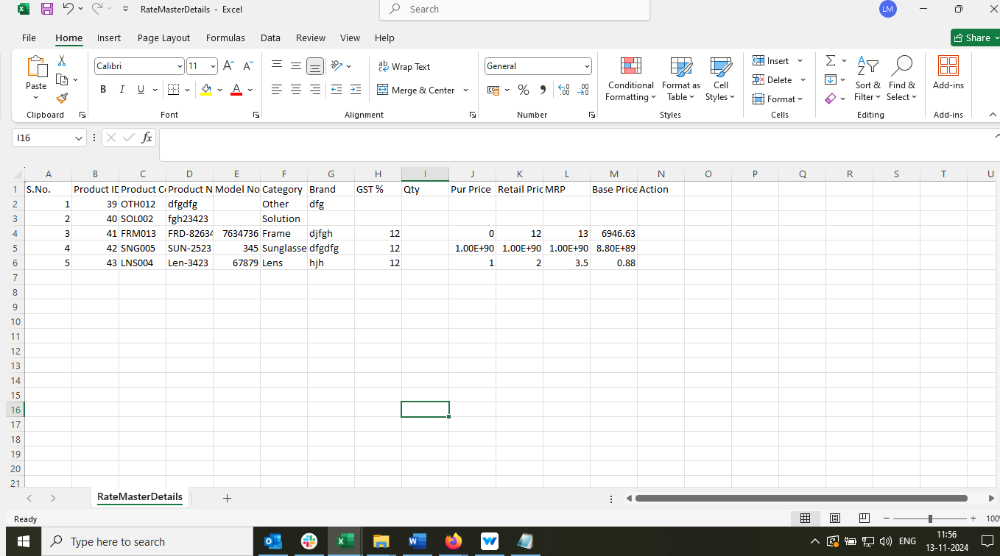 RateMasterDetails - Excel
Search
LM
File Home Insert Page Layout Formulas Data Review View Help
Share
Paste
Calibri 11
B I U A
Wrap Text
Merge & Center
General
% 9
Conditional Formatting
Format as Table
Cell Styles
Insert
Delete
Format
Sort & Filter
Find & Select
Add-ins
Clipboard Font Alignment Number Styles Cells Editing Add-ins
I16 fx
A B C D E F G H I J K L M N O P Q R S T U
1 S.No. Product ID Product C Product N Model No Category Brand GST % Qty Pur Price Retail Pric MRP Base Price Action
2 1 39 OTH012 dfgdfg Other dfg
3 2 40 SOL002 fgh23423 Solution
4 3 41 FRM013 FRD-82634 7634736 Frame djfgh 12 0 12 13 6946.63
5 4 42 SNG005 SUN-2523 345 Sunglasse dfgdfg 12 1.00E+90 1.00E+90 1.00E+90 8.80E+89
6 5 43 LNS004 Len-3423 67879 Lens hjh 12 1 2 3.5 0.88
7
8
9
10
11
12
13
14
15
16
17
18
19
20
21
RateMasterDetails
Ready
100%
Type here to search
ENG
11:56
13-11-2024